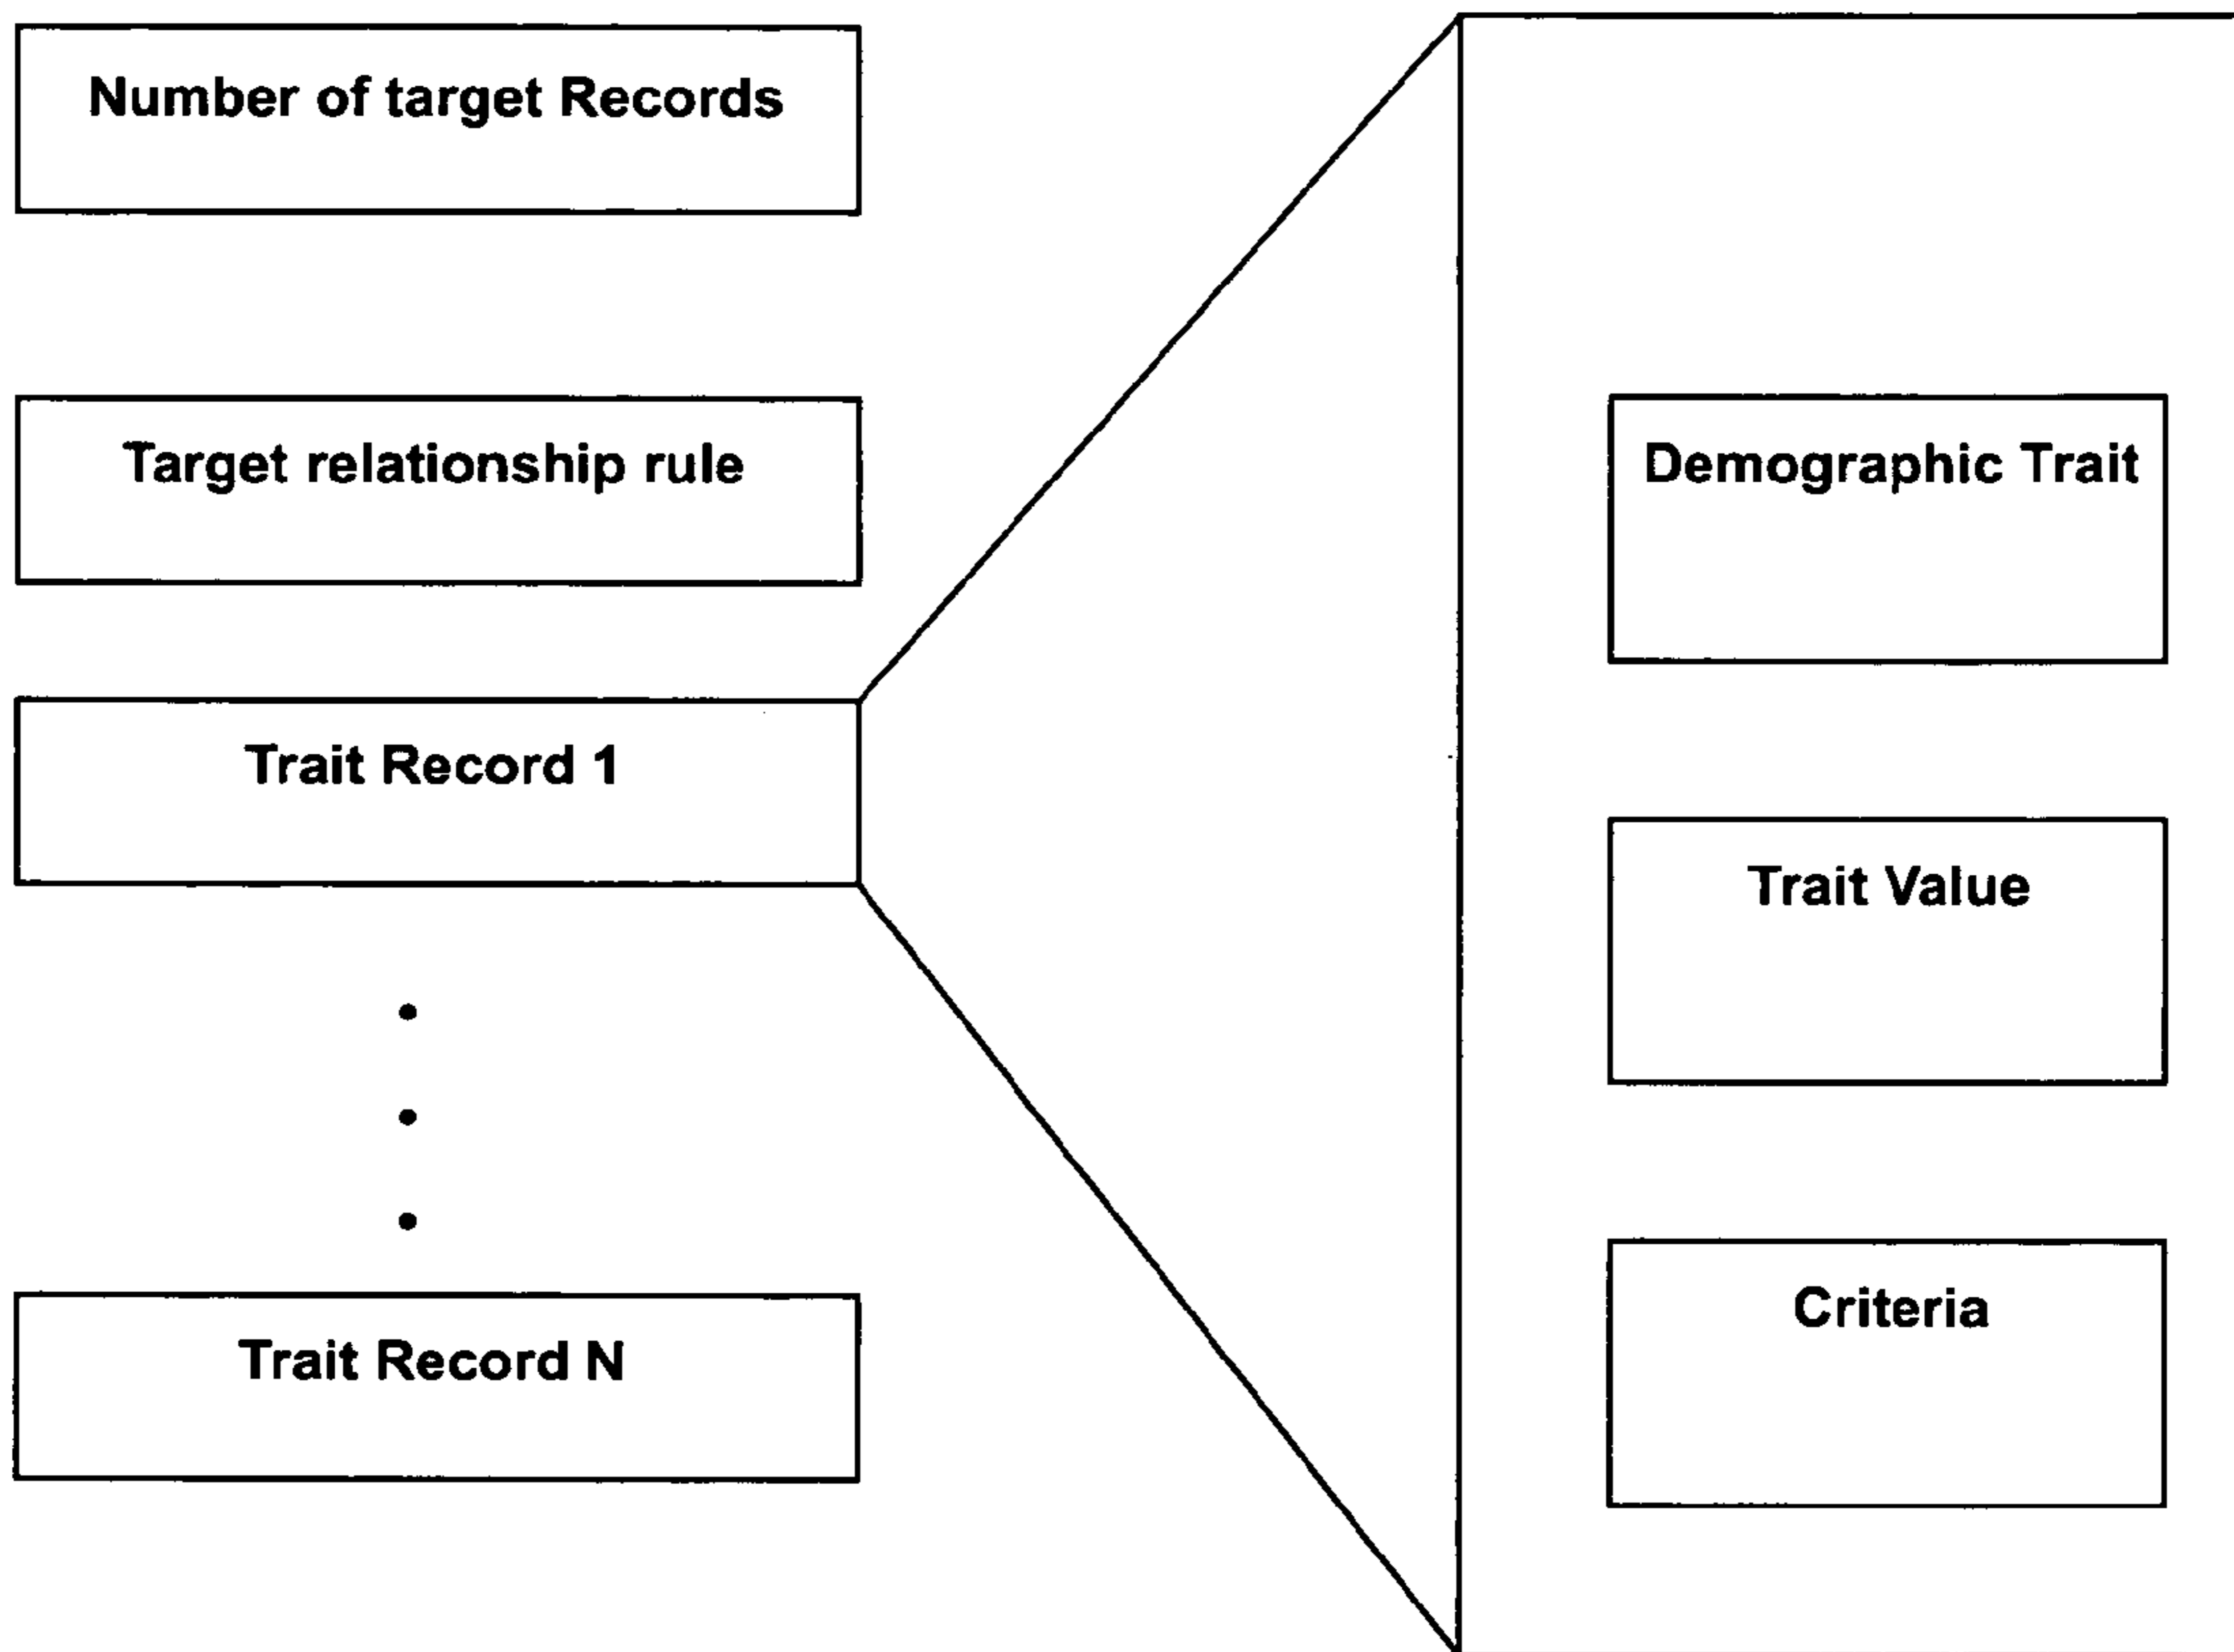 Number of target Records
Target relationship rule
Trait Record 1
Trait Record N
Demographic Trait
Trait Value
Criteria